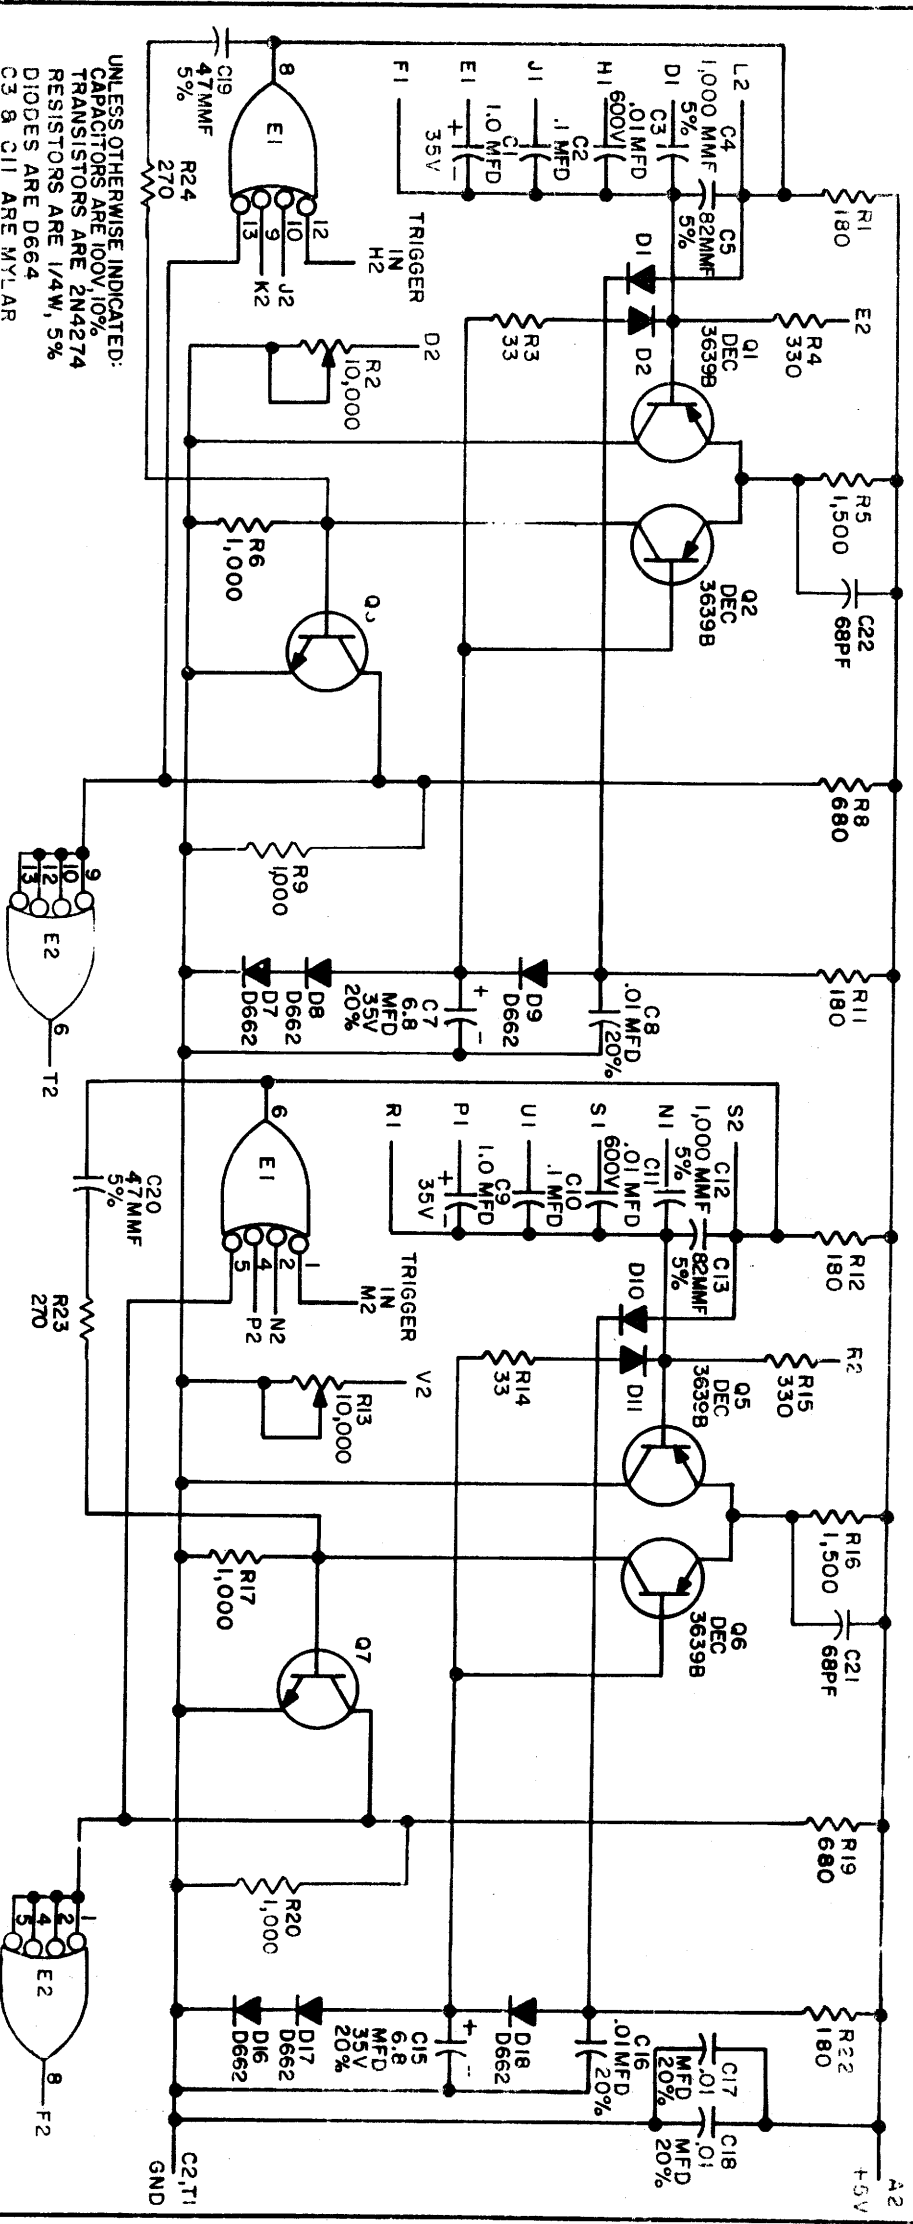 A2
+5V
R1
180
L2
C4
1,000 MMF
5%
C5
82MMF
5%
D1
C3
.01 MFD
600V
H1
C2
.1 MFD
J1
C1
1.0 MFD
+ -
35V
E1
F1
E2
R4
330
D1
D2
R3
33
Q1
DEC
3639B
R5
1,500
C22
68PF
Q2
DEC
3639B
8
E1
12
10
9
13
TRIGGER
IN
H2
J2
K2
C19
47MMF
5%
R24
270
D2
R2
10,000
R6
1,000
R8
680
R9
1,000
9
10
12
13
E2
6
T2
R11
180
C8
.01 MFD
20%
D9
D662
+ -
C7
6.8
MFD
35V
20%
D8
D662
D7
D662
R12
180
S2
C12
1,000 MMF
5%
C13
82MMF
5%
N1
C11
.01 MFD
600V
S1
C10
.1 MFD
U1
C9
1.0 MFD
+ -
35V
P1
R1
R2
R15
330
D10
D11
R14
33
Q5
DEC
3639B
R16
1,500
C21
68PF
Q6
DEC
3639B
6
E1
1
2
4
5
TRIGGER
IN
M2
N2
P2
C20
47MMF
5%
R23
270
V2
R13
10,000
R17
1,000
Q7
R19
680
R20
1,000
1
2
4
5
E2
8
F2
R22
180
C16
.01 MFD
20%
D18
D662
+ -
C15
6.8
MFD
35V
20%
D17
D662
D16
D662
C17
.01
MFD
20%
C18
.01
MFD
20%
C2,T1
GND
UNLESS OTHERWISE INDICATED:
CAPACITORS ARE 100V, 10%
TRANSISTORS ARE 2N4274
RESISTORS ARE 1/4W, 5%
DIODES ARE D664
C3 & C11 ARE MYLAR